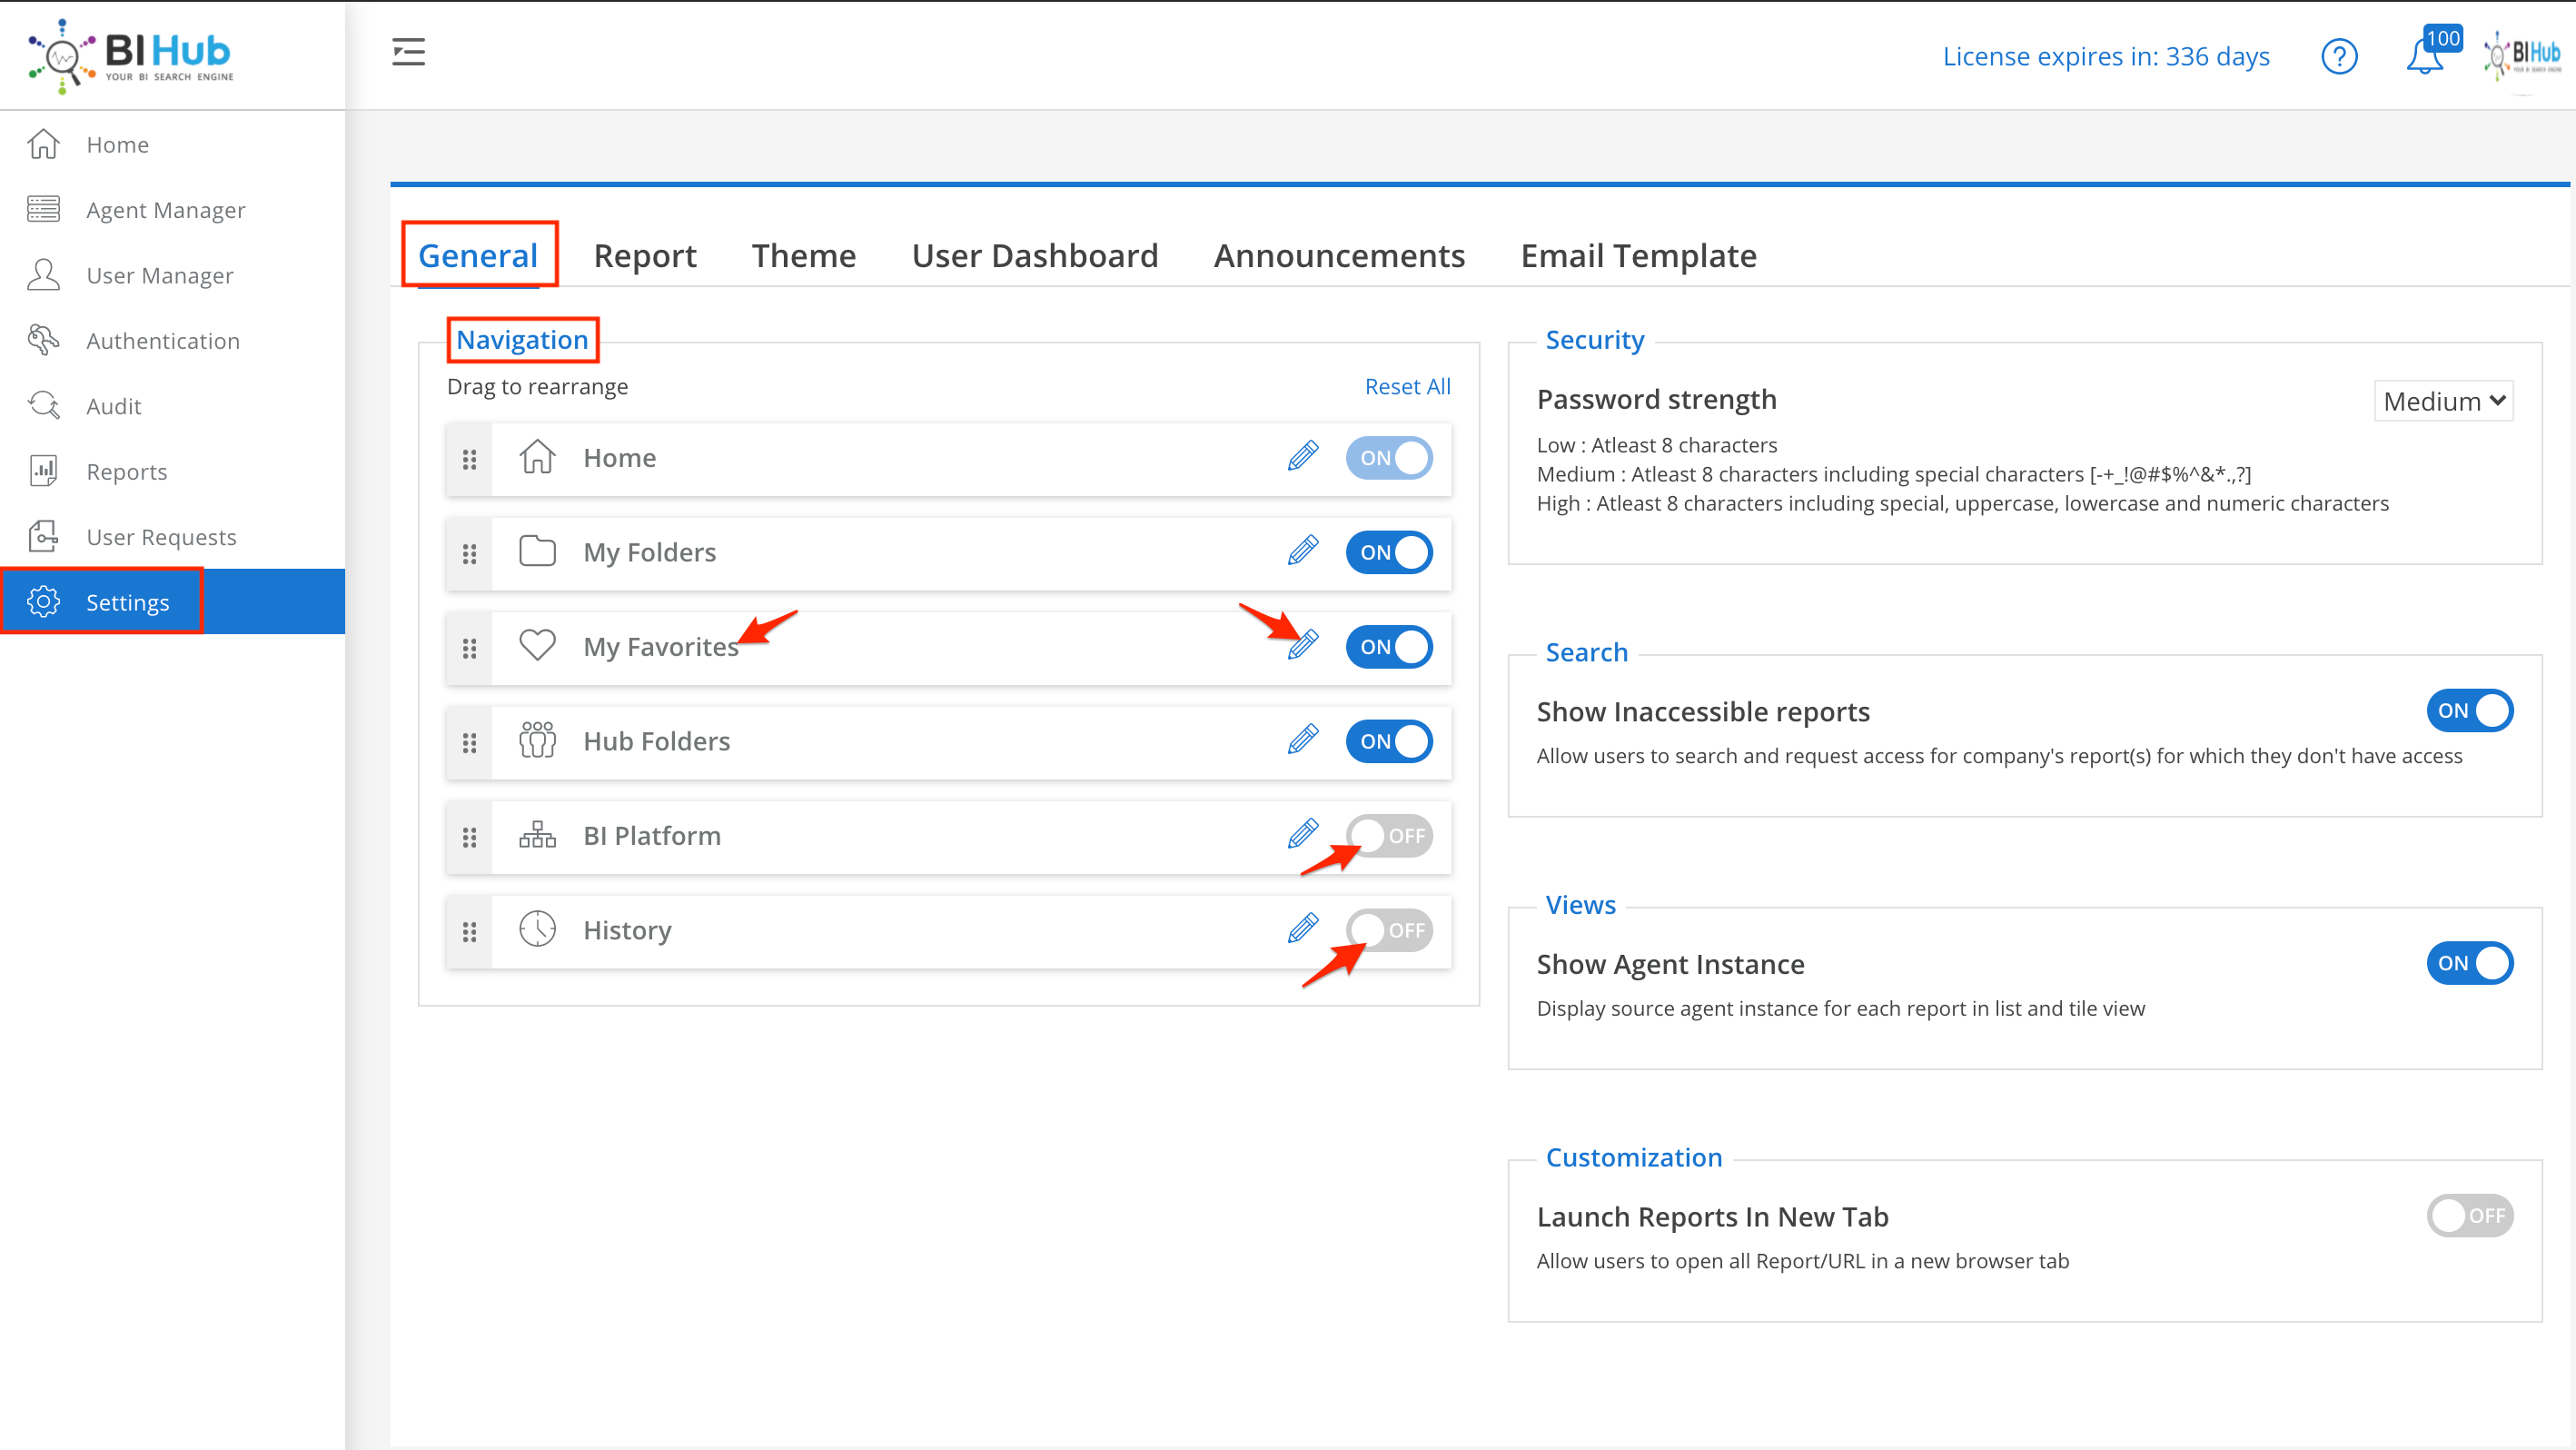 BI Hub
YOUR BI SEARCH ENGINE
License expires in: 336 days
?
100
BI Hub
Home
Agent Manager
User Manager
Authentication
Audit
Reports
User Requests
Settings
General Report Theme User Dashboard Announcements Email Template
Navigation
Drag to rearrange Reset All
Home ON
My Folders ON
My Favorites ON
Hub Folders ON
BI Platform OFF
History OFF
Security
Password strength Medium
Low : Atleast 8 characters
Medium : Atleast 8 characters including special characters [-+_!@#$%^&*.,?]
High : Atleast 8 characters including special, uppercase, lowercase and numeric characters
Search
Show Inaccessible reports ON
Allow users to search and request access for company's report(s) for which they don't have access
Views
Show Agent Instance ON
Display source agent instance for each report in list and tile view
Customization
Launch Reports In New Tab OFF
Allow users to open all Report/URL in a new browser tab